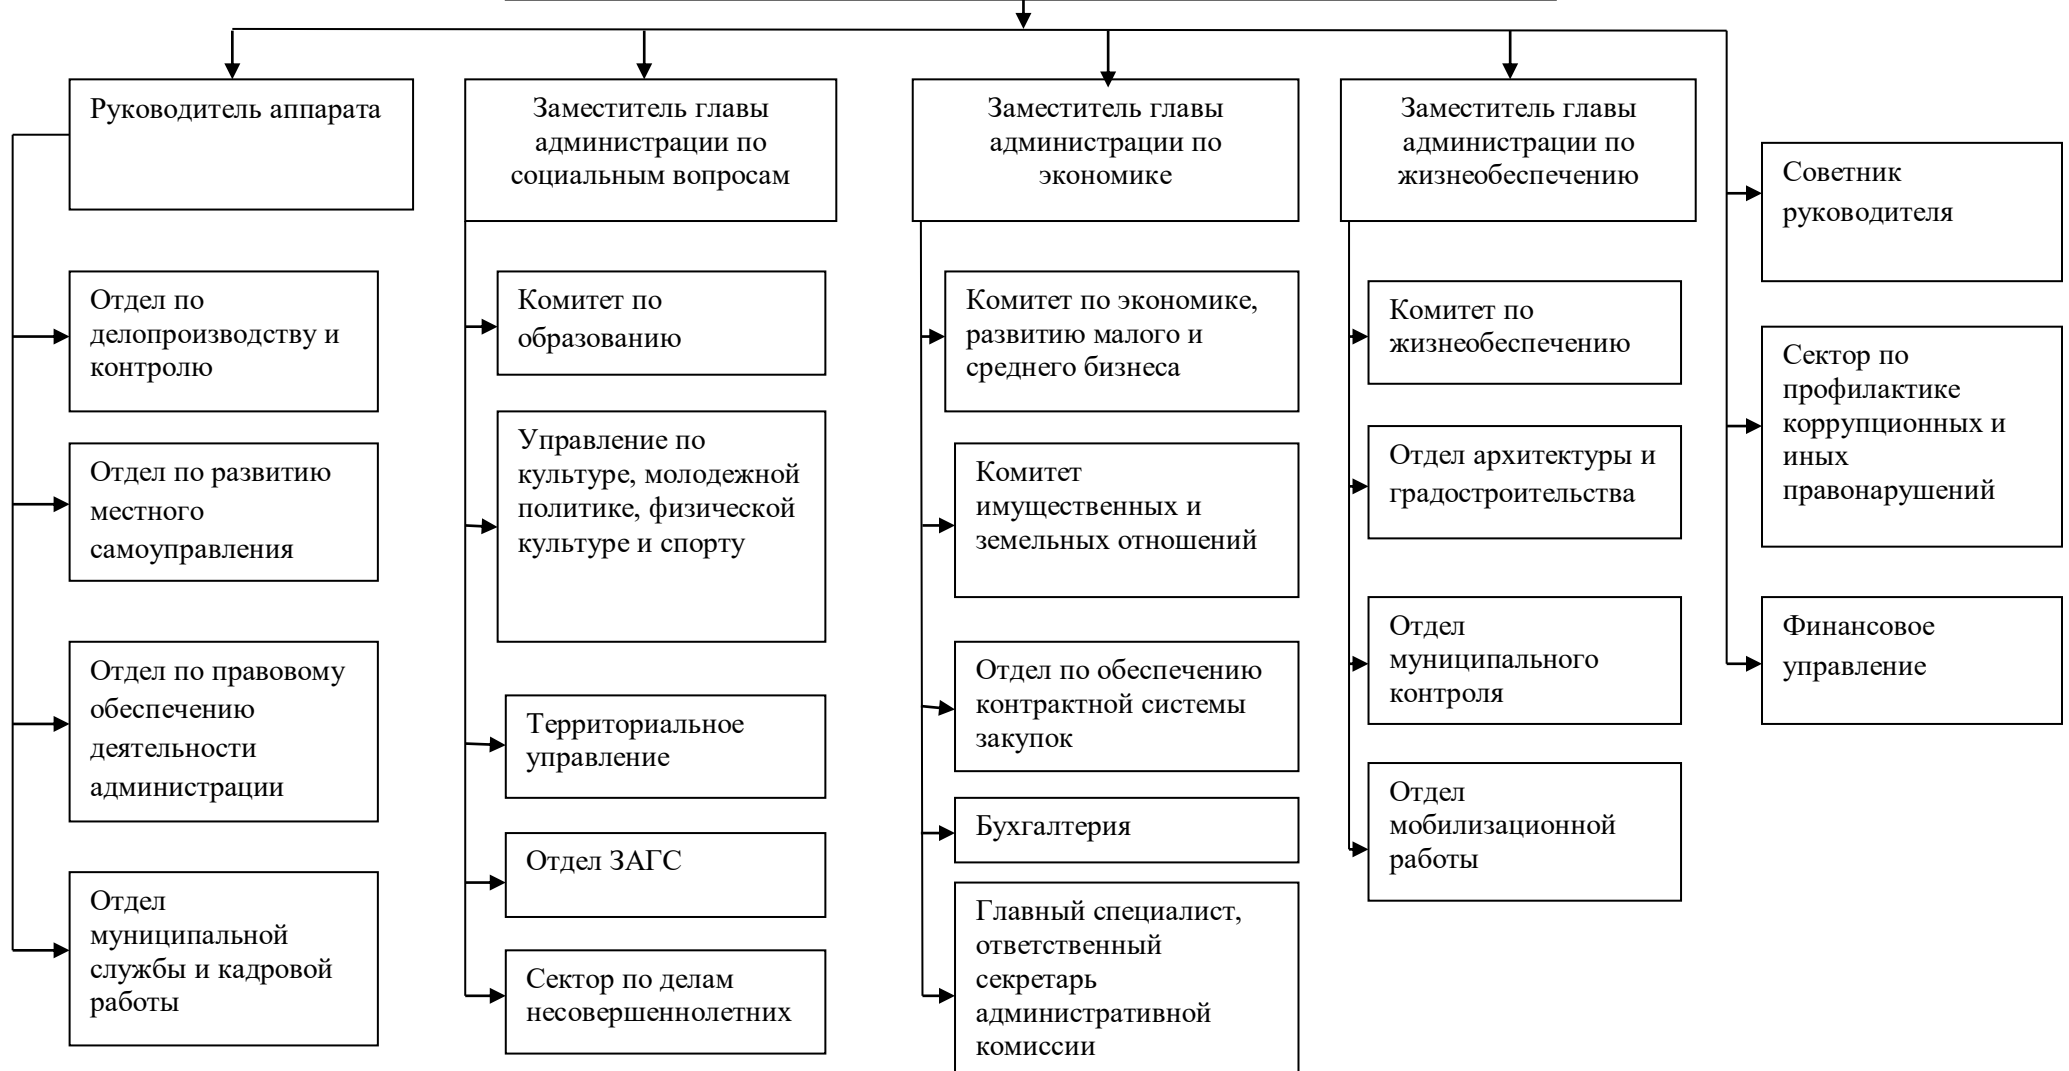 Руководитель аппарата
Отдел по
делопроизводству и
контролю
Отдел по развитию
местного
самоуправления
Отдел по правовому
обеспечению
деятельности
администрации
Отдел
муниципальной
службы и кадровой
работы
Заместитель главы
администрации по
социальным вопросам
Комитет по
образованию
Управление по
культуре, молодежной
политике, физической
культуре и спорту
Территориальное
управление
Отдел ЗАГС
Сектор по делам
несовершеннолетних
Заместитель главы
администрации по
экономике
Комитет по экономике,
развитию малого и
среднего бизнеса
Комитет
имущественных и
земельных отношений
Отдел по обеспечению
контрактной системы
закупок
Бухгалтерия
Главный специалист,
ответственный
секретарь
административной
комиссии
Заместитель главы
администрации по
жизнеобеспечению
Комитет по
жизнеобеспечению
Отдел архитектуры и
градостроительства
Отдел
муниципального
контроля
Отдел
мобилизационной
работы
Советник
руководителя
Сектор по
профилактике
коррупционных и
иных
правонарушений
Финансовое
управление